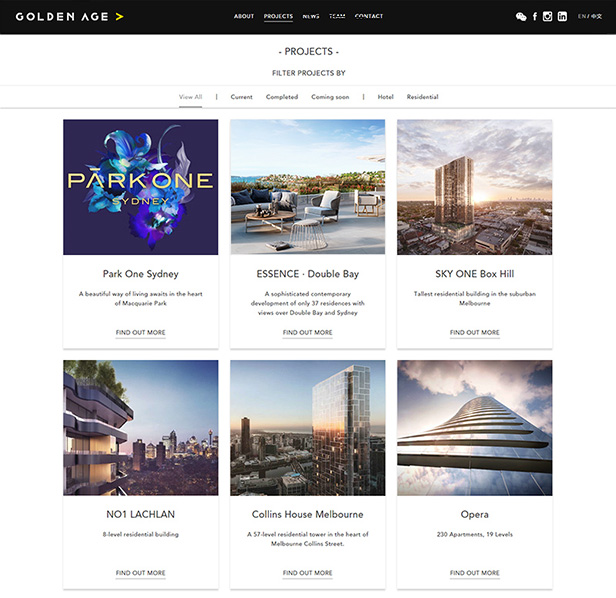 GOLDEN AGE >
ABOUT PROJECTS NEWS TEAM CONTACT
EN / 中文
- PROJECTS -
FILTER PROJECTS BY
View All | Current Completed Coming soon | Hotel Residential
PARK ONE
SYDNEY
Park One Sydney
A beautiful way of living awaits in the heart
of Macquarie Park
FIND OUT MORE
ESSENCE · Double Bay
A sophisticated contemporary
development of only 37 residences with
views over Double Bay and Sydney
FIND OUT MORE
SKY ONE Box Hill
Tallest residential building in the suburban
Melbourne
FIND OUT MORE
NO1 LACHLAN
8-level residential building
FIND OUT MORE
Collins House Melbourne
A 57-level residential tower in the heart of
Melbourne Collins Street.
FIND OUT MORE
Opera
230 Apartments, 19 Levels
FIND OUT MORE